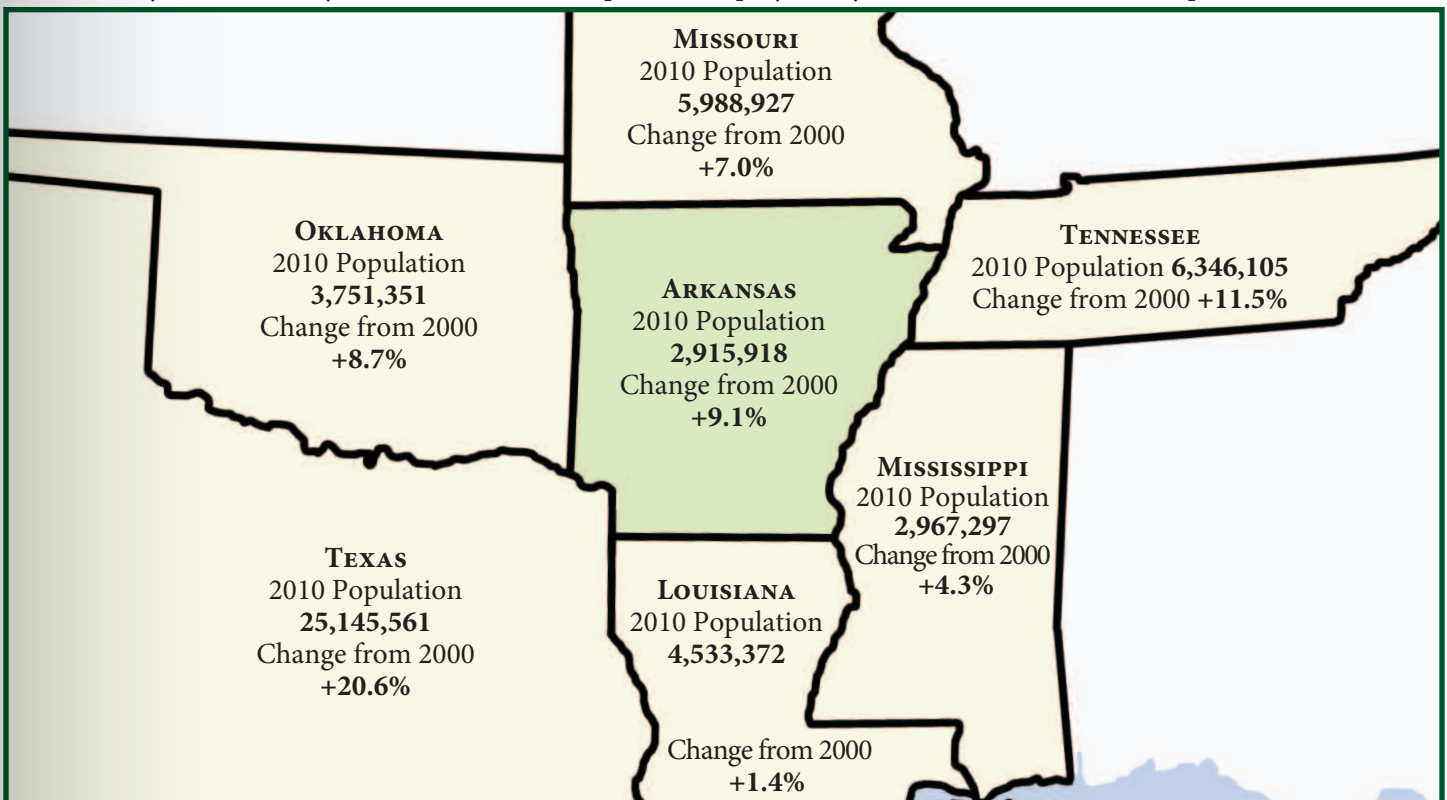 MISSOURI
2010 Population
5,988,927
Change from 2000
+7.0%
OKLAHOMA
2010 Population
3,751,351
Change from 2000
+8.7%
ARKANSAS
2010 Population
2,915,918
Change from 2000
+9.1%
TENNESSEE
2010 Population 6,346,105
Change from 2000 +11.5%
MISSISSIPPI
2010 Population
2,967,297
Change from 2000
+4.3%
TEXAS
2010 Population
25,145,561
Change from 2000
+20.6%
LOUISIANA
2010 Population
4,533,372
Change from 2000
+1.4%